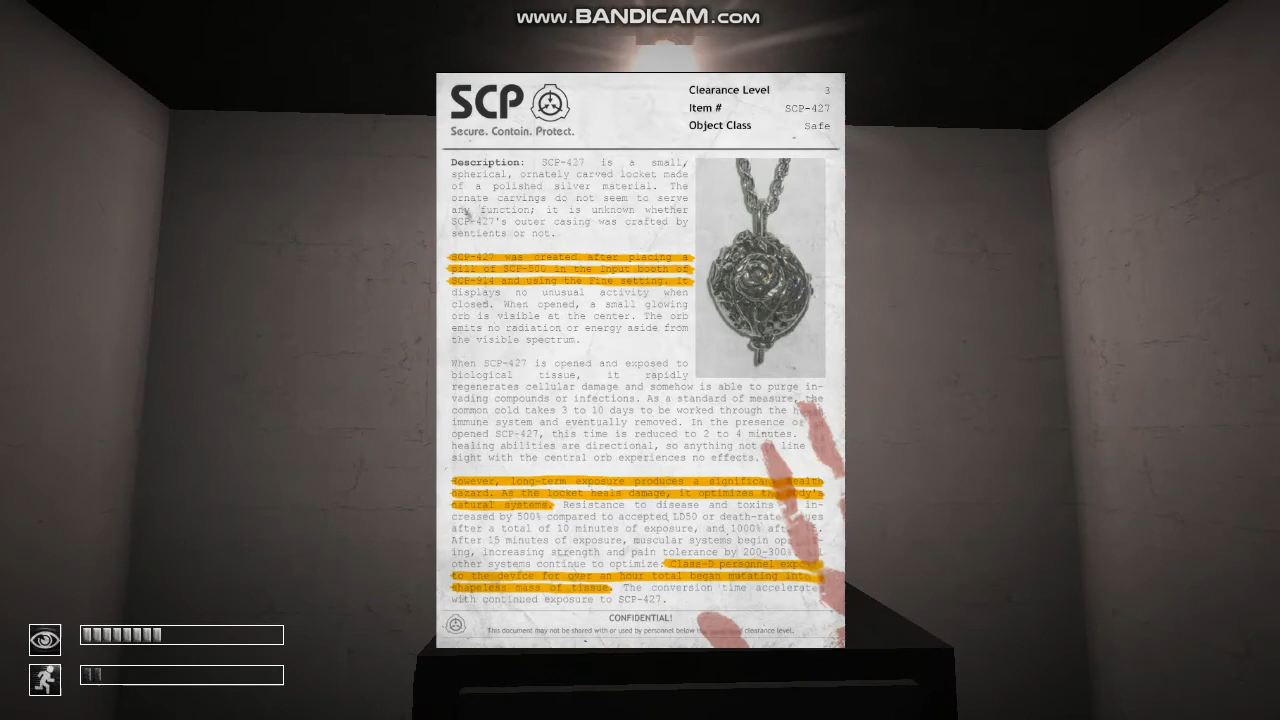 www.BANDICAM.com
SCP
Secure. Contain. Protect.
Clearance Level 3
Item # SCP-427
Object Class Safe
Description: SCP-427 is a small,
spherical, ornately carved locket made
of a polished silver material. The
ornate carvings do not seem to serve
any function; it is unknown whether
SCP-427's outer casing was crafted by
sentients or not.
SCP-427 was created after placing a
pill of SCP-500 in the Input booth of
SCP-914 and using the Fine setting. It
displays no unusual activity when
closed. When opened, a small glowing
orb is visible at the center. The orb
emits no radiation or energy aside from
the visible spectrum.
When SCP-427 is opened and exposed to
biological tissue, it rapidly
regenerates cellular damage and somehow is able to purge in-
vading compounds or infections. As a standard of measure, the
common cold takes 3 to 10 days to be worked through the
immune system and eventually removed. In the presence
opened SCP-427, this time is reduced to 2 to 4 minutes.
healing abilities are directional, so anything not line
sight with the central orb experiences no effects.
However, long-term exposure produces a significant health
hazard. As the locket heals damage, it optimizes the body's
natural systems. Resistance to disease and toxins in-
creased by 500% compared to accepted LD50 or death-rate
after a total of 10 minutes of exposure, and 1000%
After 15 minutes of exposure, muscular systems begin
ing, increasing strength and pain tolerance by 200-300%
other systems continue to optimize. Class-D personnel
to the device for over an hour total began mutating into
shapeless mass of tissue. The conversion time accelerate
with continued exposure to SCP-427.
CONFIDENTIAL!
This document may not be shared with or used by personnel below clearance level.